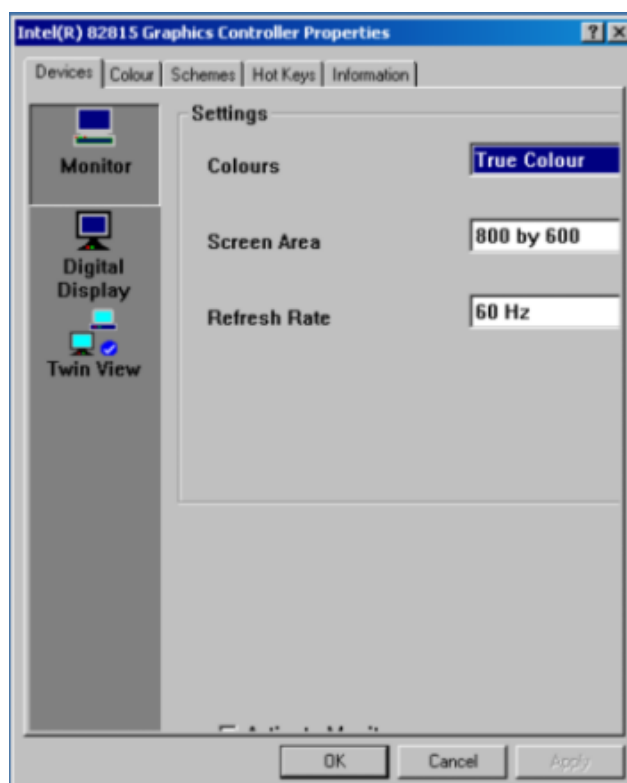 Intel(R) 82815 Graphics Controller Properties
Devices Colour Schemes Hot Keys Information
Settings
Monitor
Colours True Colour
Screen Area 800 by 600
Digital
Display
Refresh Rate 60 Hz
Twin View
OK Cancel Apply